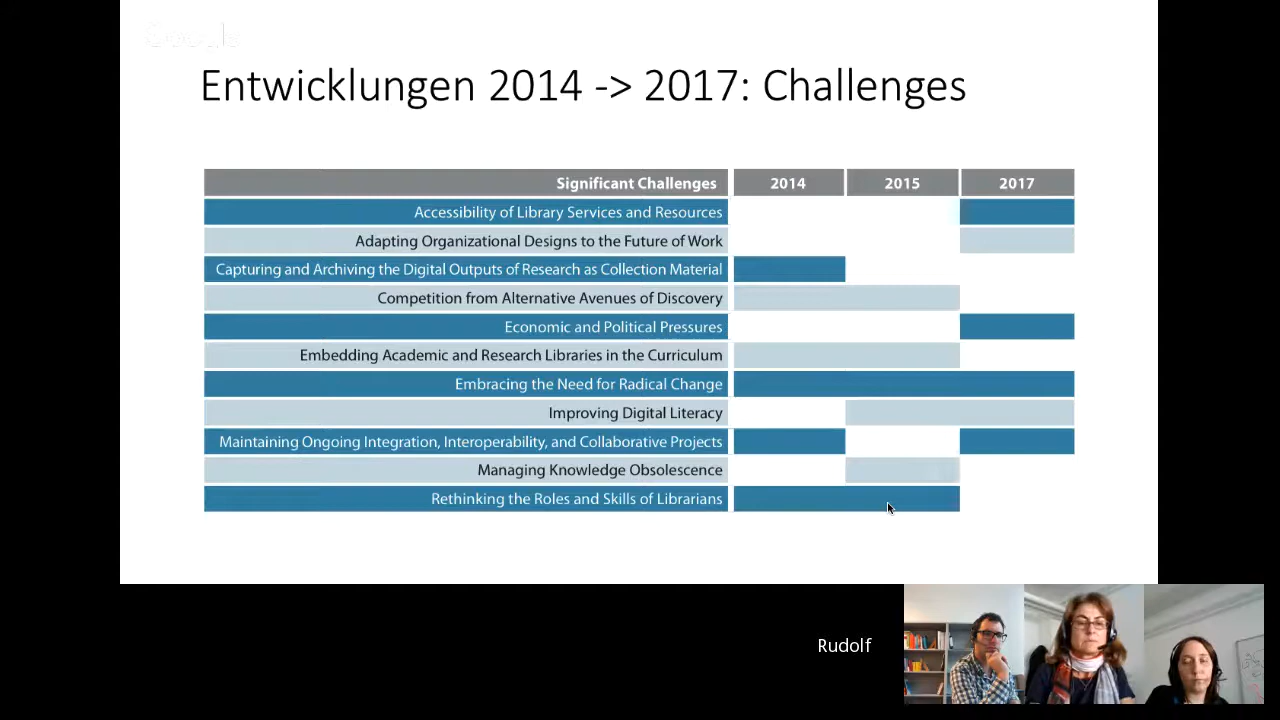 Entwicklungen 2014 -> 2017: Challenges
Significant Challenges 2014 2015 2017
Accessibility of Library Services and Resources
Adapting Organizational Designs to the Future of Work
Capturing and Archiving the Digital Outputs of Research as Collection Material
Competition from Alternative Avenues of Discovery
Economic and Political Pressures
Embedding Academic and Research Libraries in the Curriculum
Embracing the Need for Radical Change
Improving Digital Literacy
Maintaining Ongoing Integration, Interoperability, and Collaborative Projects
Managing Knowledge Obsolescence
Rethinking the Roles and Skills of Librarians
Rudolf